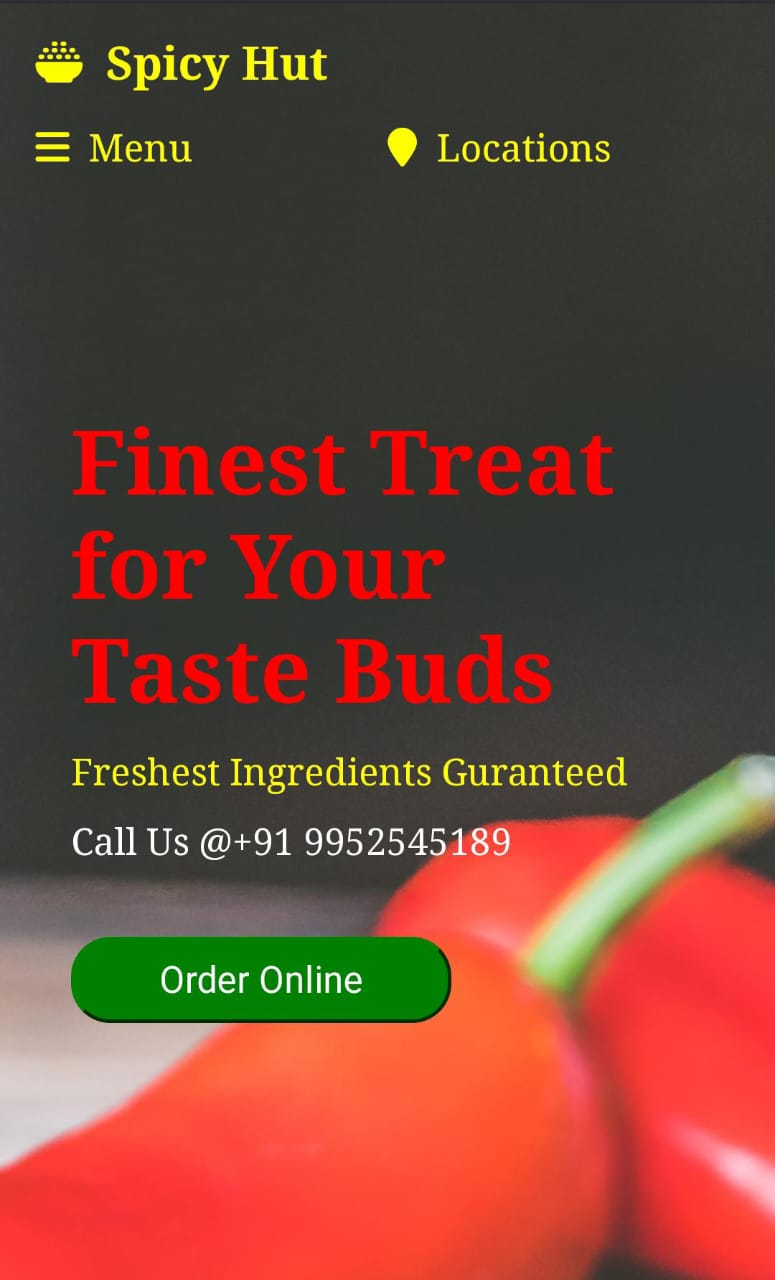 Spicy Hut
Menu
Locations
Finest Treat
for Your
Taste Buds
Freshest Ingredients Guranteed
Call Us @+91 9952545189
Order Online